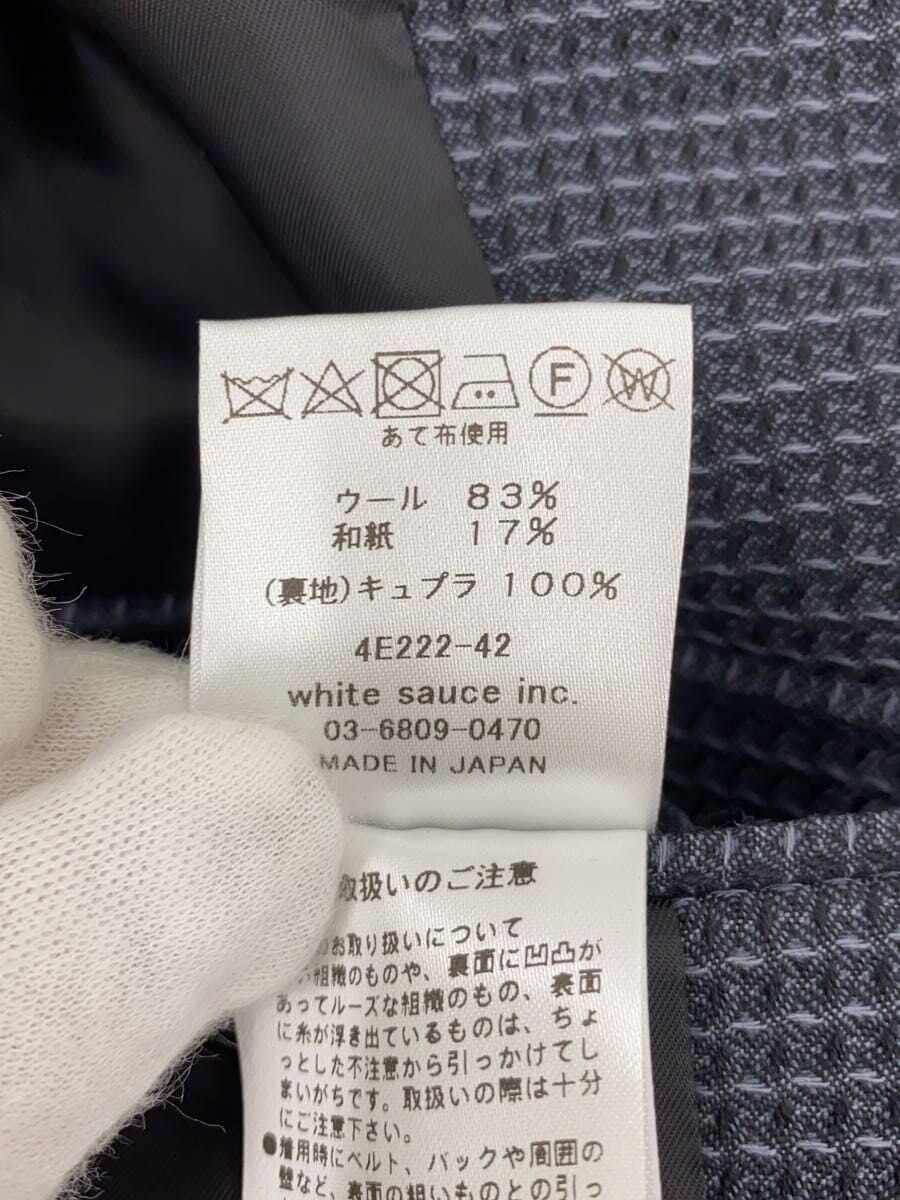 F W
あて布使用
ウール 83%
和紙 17%
(裏地)キュプラ 100%
4E222-42
white sauce inc.
03-6809-0470
MADE IN JAPAN
取扱いのご注意
のお取り扱いについて
い組織のものや、裏面に凹凸が
あってルーズな組織のもの、表面
に糸が浮き出ているものは、ちょ
っとした不注意から引っかけてし
まいがちです。取扱いの際は十分
にご注意下さい。
●着用時にベルト、バックや周囲の
壁など、表面の粗いものとの引っ